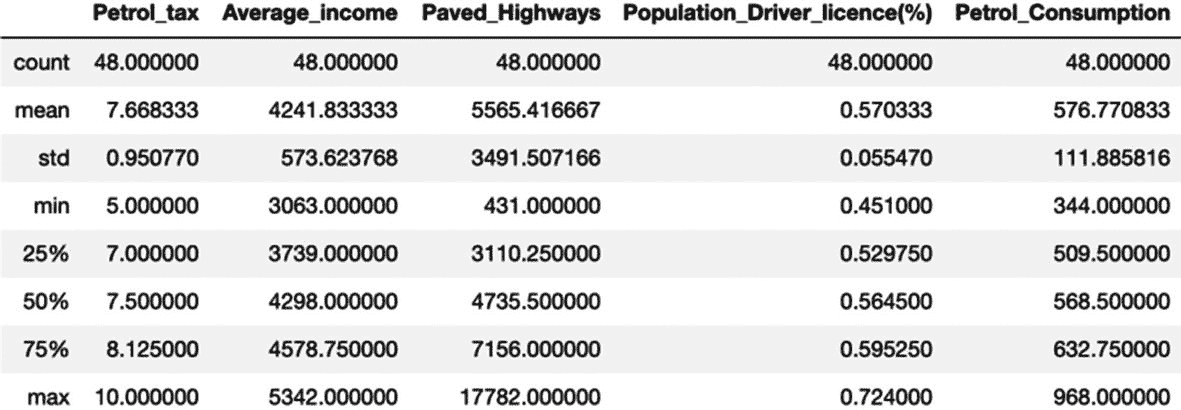 Petrol_tax Average_income Paved_Highways Population_Driver_licence(%) Petrol_Consumption
count 48.000000 48.000000 48.000000 48.000000 48.000000
mean 7.668333 4241.833333 5565.416667 0.570333 576.770833
std 0.950770 573.623768 3491.507166 0.055470 111.885816
min 5.000000 3063.000000 431.000000 0.451000 344.000000
25% 7.000000 3739.000000 3110.250000 0.529750 509.500000
50% 7.500000 4298.000000 4735.500000 0.564500 568.500000
75% 8.125000 4578.750000 7156.000000 0.595250 632.750000
max 10.000000 5342.000000 17782.000000 0.724000 968.000000